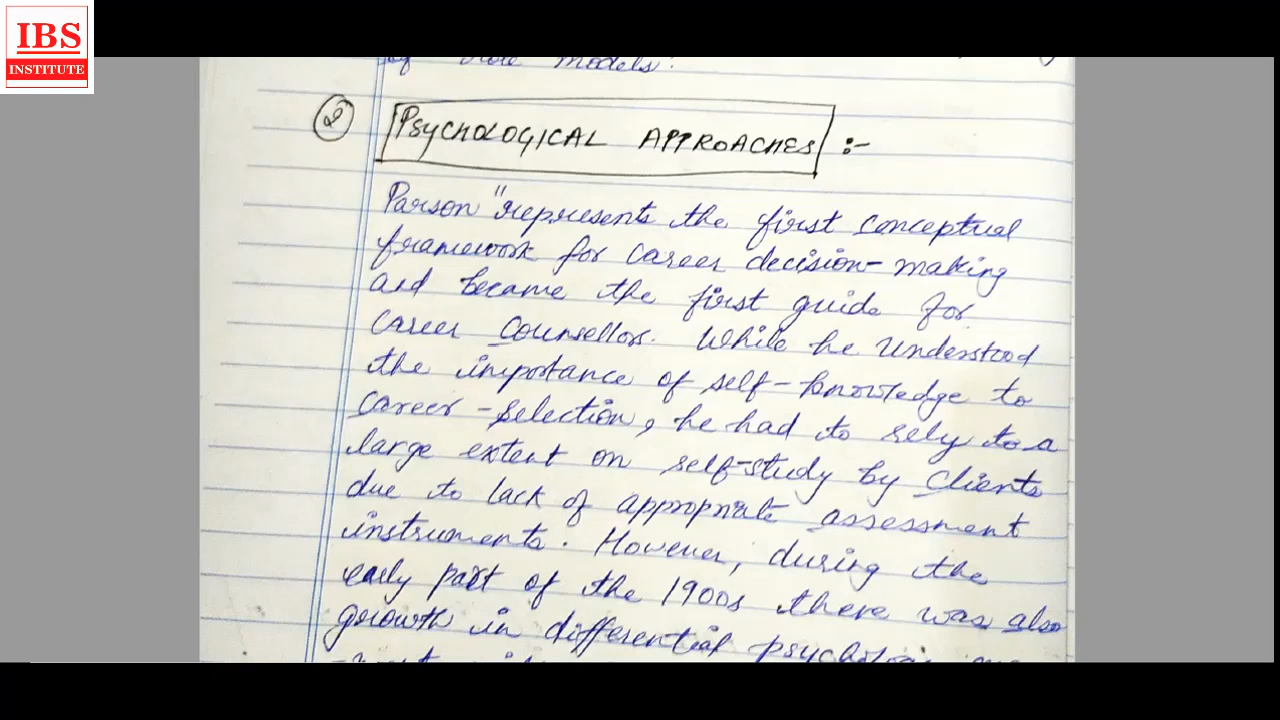 IBS
INSTITUTE
of role models.
② PSYCHOLOGICAL APPROACHES :-
Parson "represents the first conceptual
framework for career decision-making
and became the first guide for
career counsellors. While he understood
the importance of self-knowledge to
career-selection, he had to rely to a
large extent on self-study by clients
due to lack of appropriate assessment
instruments. However, during the
early part of the 1900s there was also
growth in differential psychology